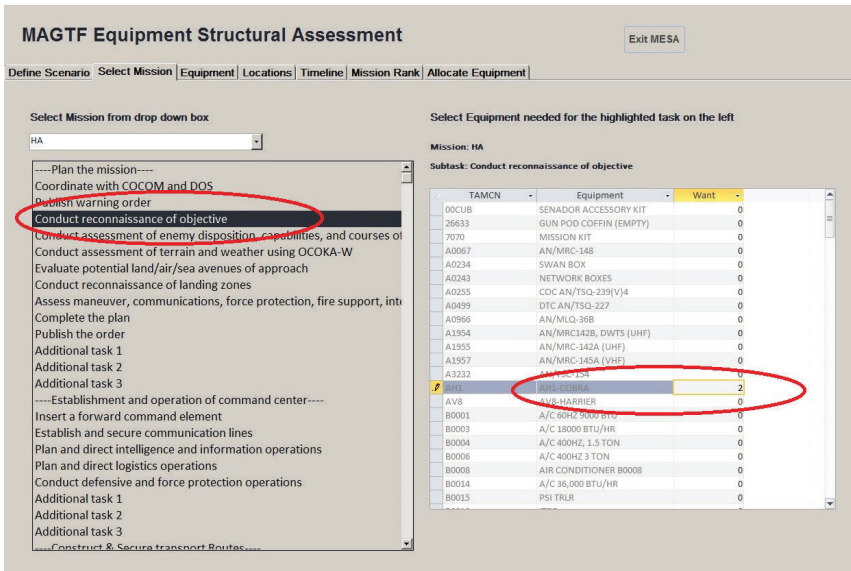 MAGTF Equipment Structural Assessment
Exit MESA
Define Scenario Select Mission Equipment Locations Timeline Mission Rank Allocate Equipment
Select Mission from drop down box
HA
----Plan the mission----
Coordinate with COCOM and DOS
Publish warning order
Conduct reconnaissance of objective
Conduct assessment of enemy disposition, capabilities, and courses of
Conduct assessment of terrain and weather using OCOKA-W
Evaluate potential land/air/sea avenues of approach
Conduct reconnaissance of landing zones
Assess maneuver, communications, force protection, fire support, inte
Complete the plan
Publish the order
Additional task 1
Additional task 2
Additional task 3
----Establishment and operation of command center----
Insert a forward command element
Establish and secure communication lines
Plan and direct intelligence and information operations
Plan and direct logistics operations
Conduct defensive and force protection operations
Additional task 1
Additional task 2
Additional task 3
----Construct & Secure transport Routes----
Select Equipment needed for the highlighted task on the left
Mission: HA
Subtask: Conduct reconnaissance of objective
TAMCN Equipment Want
00CUB SENADOR ACCESSORY KIT 0
26633 GUN POD COFFIN (EMPTY) 0
7070 MISSION KIT 0
A0067 AN/MRC-148 0
A0234 SWAN BOX 0
A0243 NETWORK BOXES 0
A0255 COC AN/TSQ-239(V)4 0
A0499 DTC AN/TSQ-227 0
A0966 AN/MLQ-36B 0
A1954 AN/MRC142B, DWTS (UHF) 0
A1955 AN/MRC-142A (UHF) 0
A1957 AN/MRC-145A (VHF) 0
A3232 AN/TSC-154 0
AH1 AH1-COBRA 2
AV8 AV8-HARRIER 0
B0001 A/C 60HZ 9000 BTU 0
B0003 A/C 18000 BTU/HR 0
B0004 A/C 400HZ, 1.5 TON 0
B0006 A/C 400HZ 3 TON 0
B0008 AIR CONDITIONER B0008 0
B0014 A/C 36,000 BTU/HR 0
B0015 PSI TRLR 0